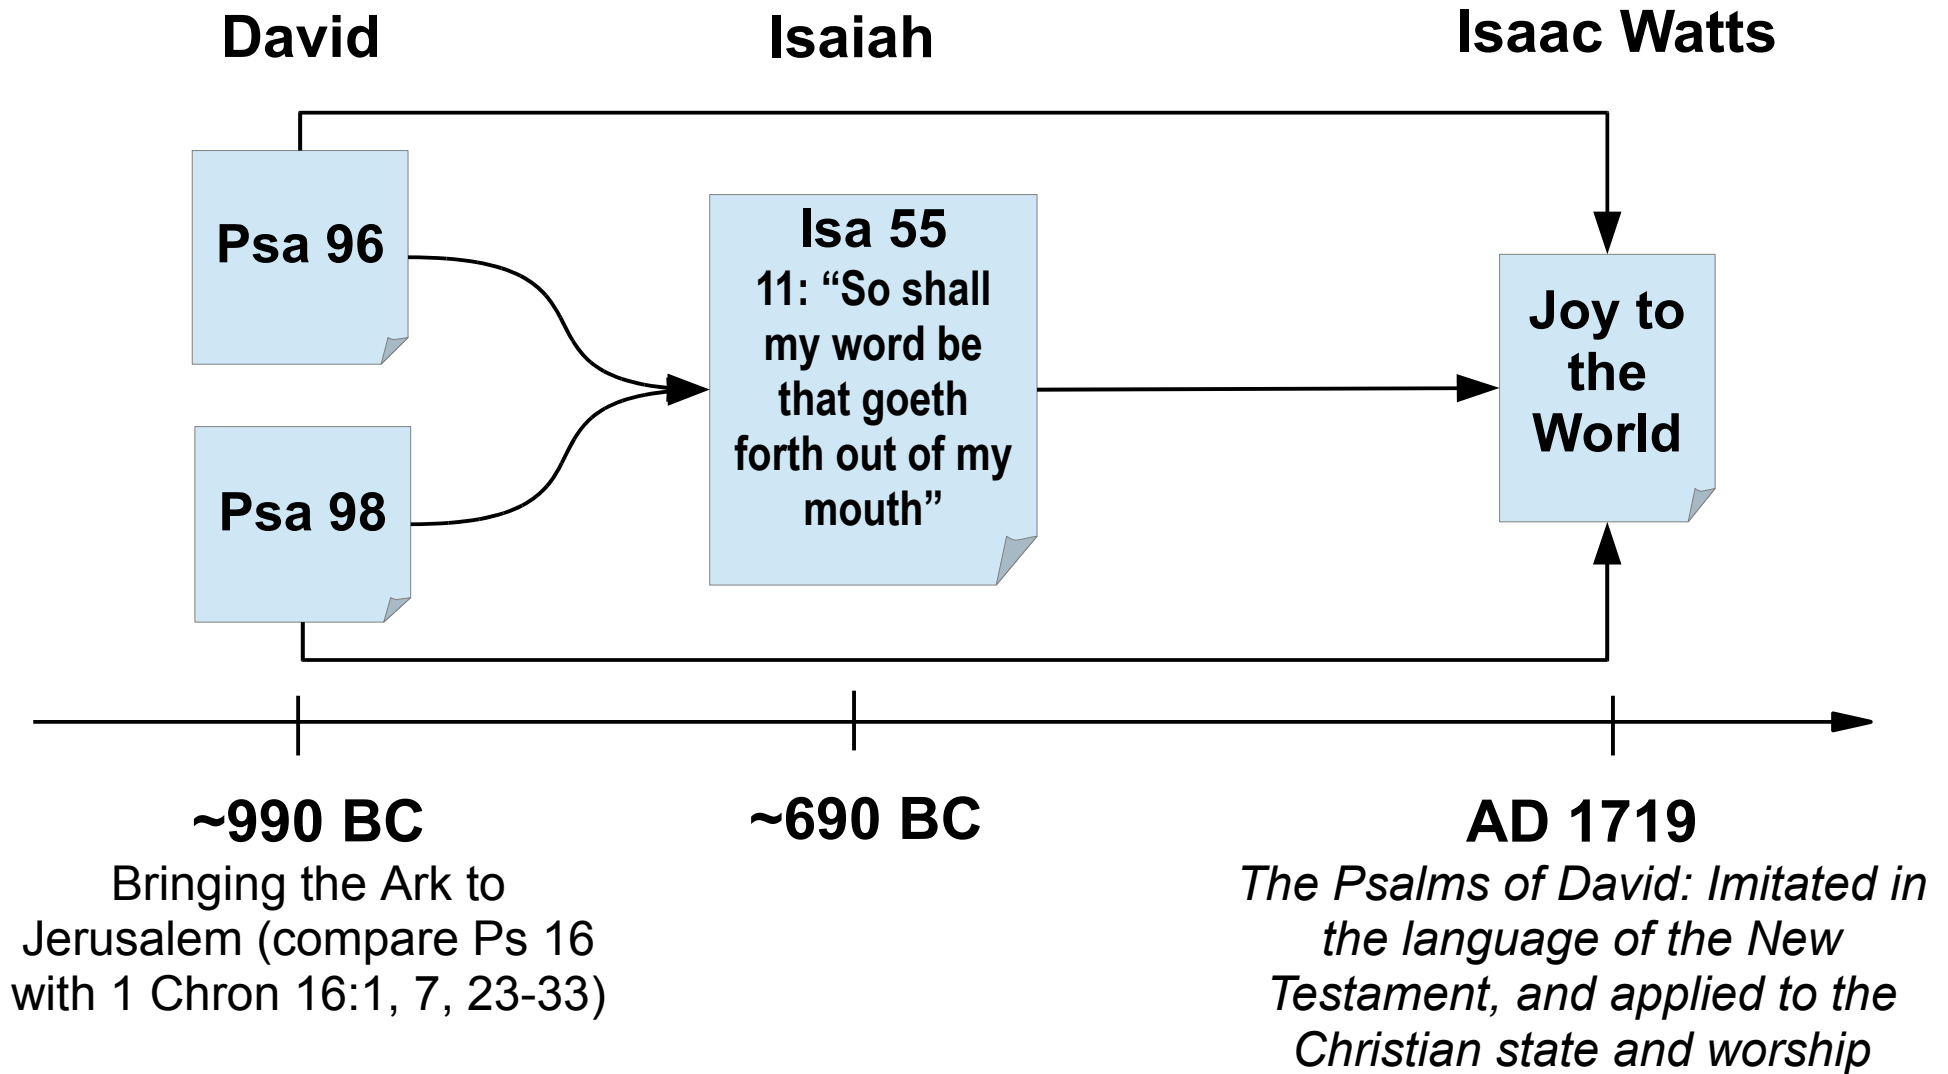 David
Isaiah
Isaac Watts
Psa 96
Psa 98
Isa 55
11: “So shall
my word be
that goeth
forth out of my
mouth”
Joy to
the
World
~990 BC
Bringing the Ark to
Jerusalem (compare Ps 16
with 1 Chron 16:1, 7, 23-33)
~690 BC
AD 1719
The Psalms of David: Imitated in
the language of the New
Testament, and applied to the
Christian state and worship